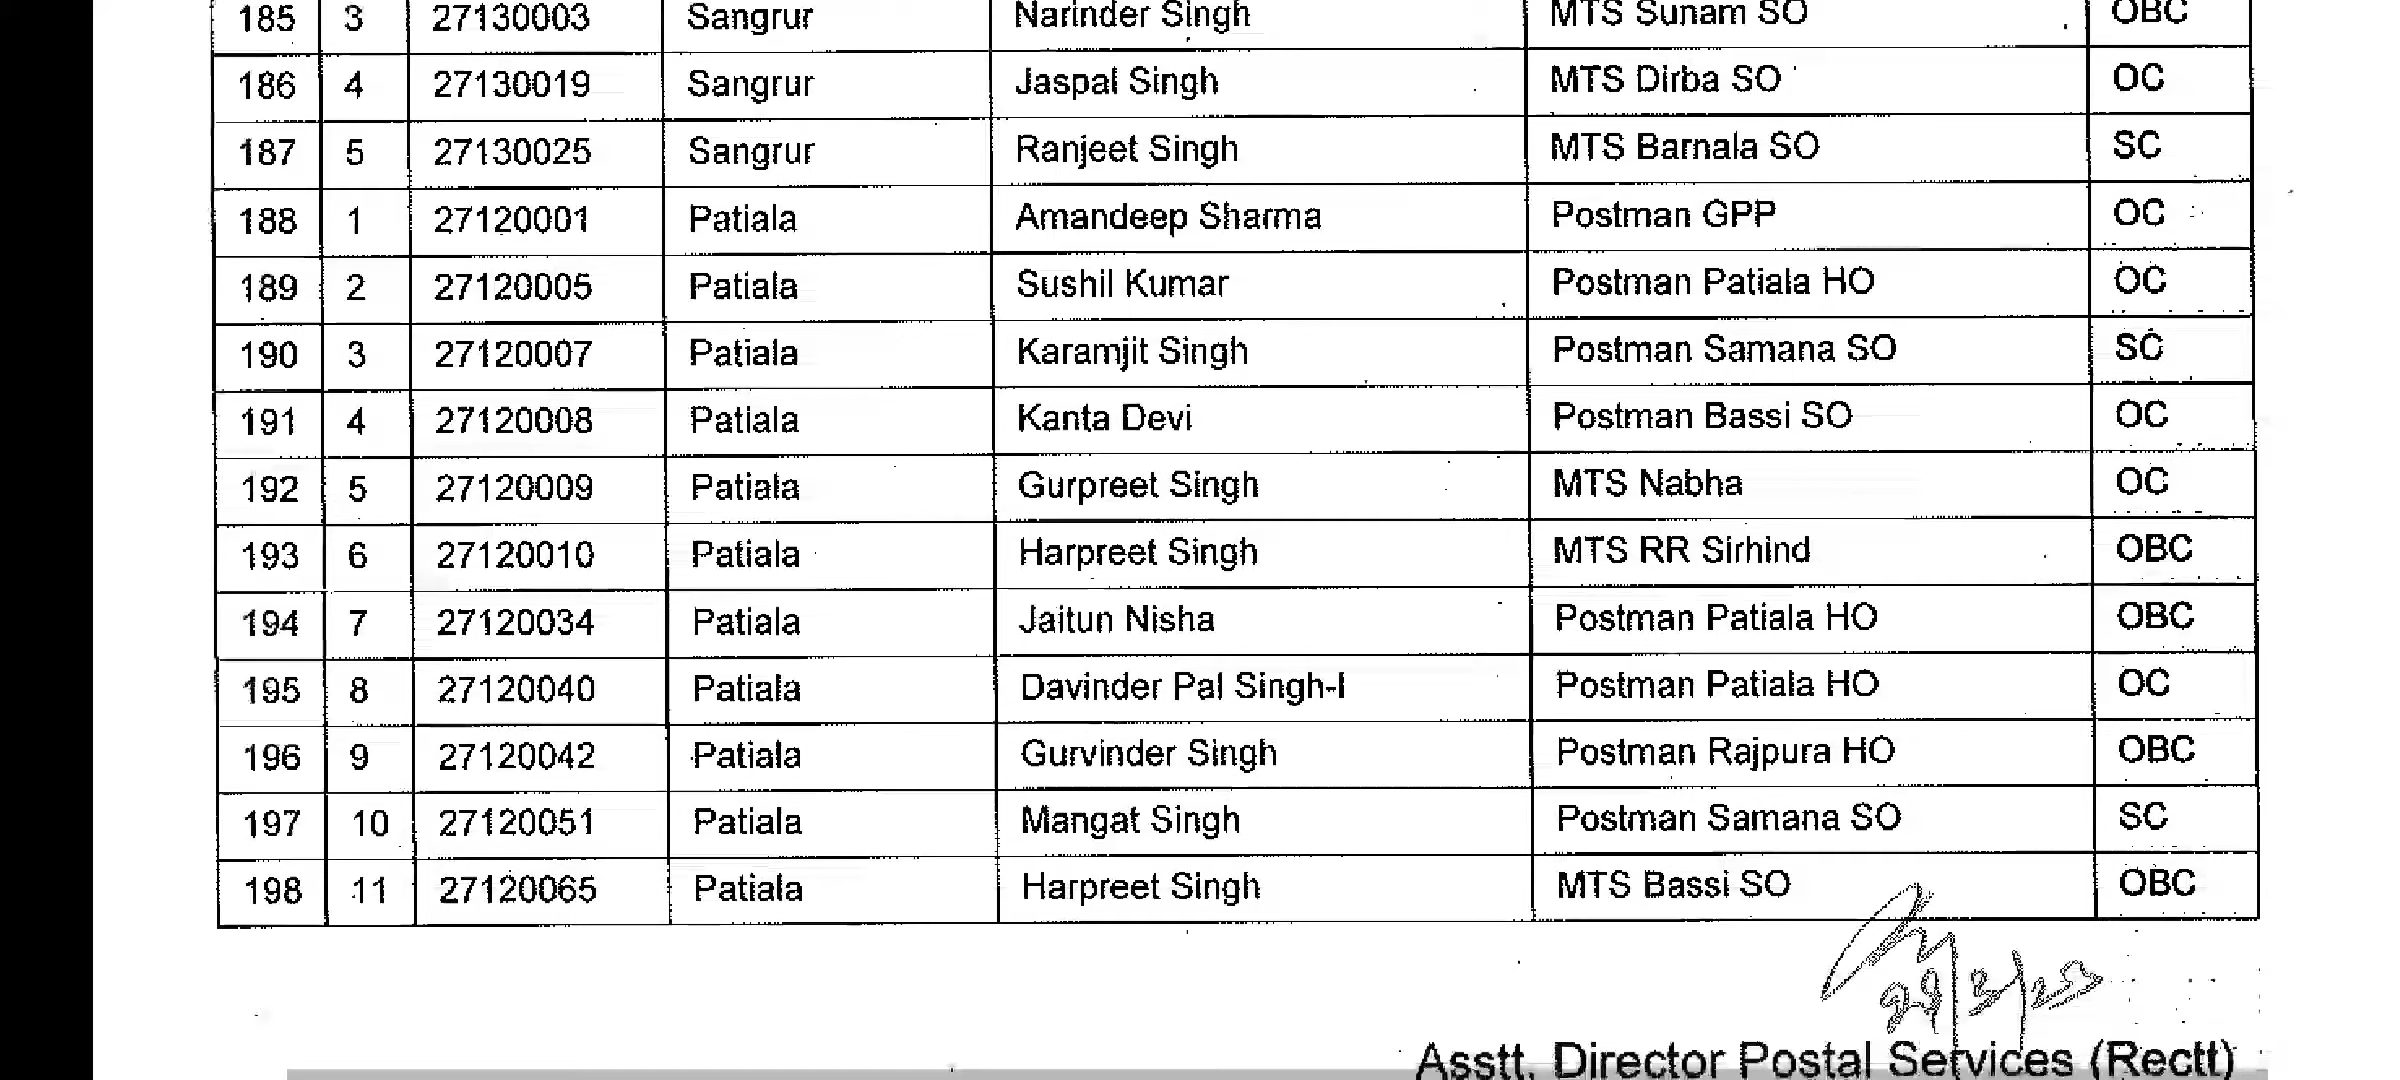 185 3 27130003 Sangrur Narinder Singh MTS Sunam SO OBC
186 4 27130019 Sangrur Jaspal Singh MTS Dirba SO OC
187 5 27130025 Sangrur Ranjeet Singh MTS Barnala SO SC
188 1 27120001 Patiala Amandeep Sharma Postman GPP OC
189 2 27120005 Patiala Sushil Kumar Postman Patiala HO OC
190 3 27120007 Patiala Karamjit Singh Postman Samana SO SC
191 4 27120008 Patiala Kanta Devi Postman Bassi SO OC
192 5 27120009 Patiala Gurpreet Singh MTS Nabha OC
193 6 27120010 Patiala Harpreet Singh MTS RR Sirhind OBC
194 7 27120034 Patiala Jaitun Nisha Postman Patiala HO OBC
195 8 27120040 Patiala Davinder Pal Singh-I Postman Patiala HO OC
196 9 27120042 Patiala Gurvinder Singh Postman Rajpura HO OBC
197 10 27120051 Patiala Mangat Singh Postman Samana SO SC
198 11 27120065 Patiala Harpreet Singh MTS Bassi SO OBC
Asstt. Director Postal Services (Rectt)